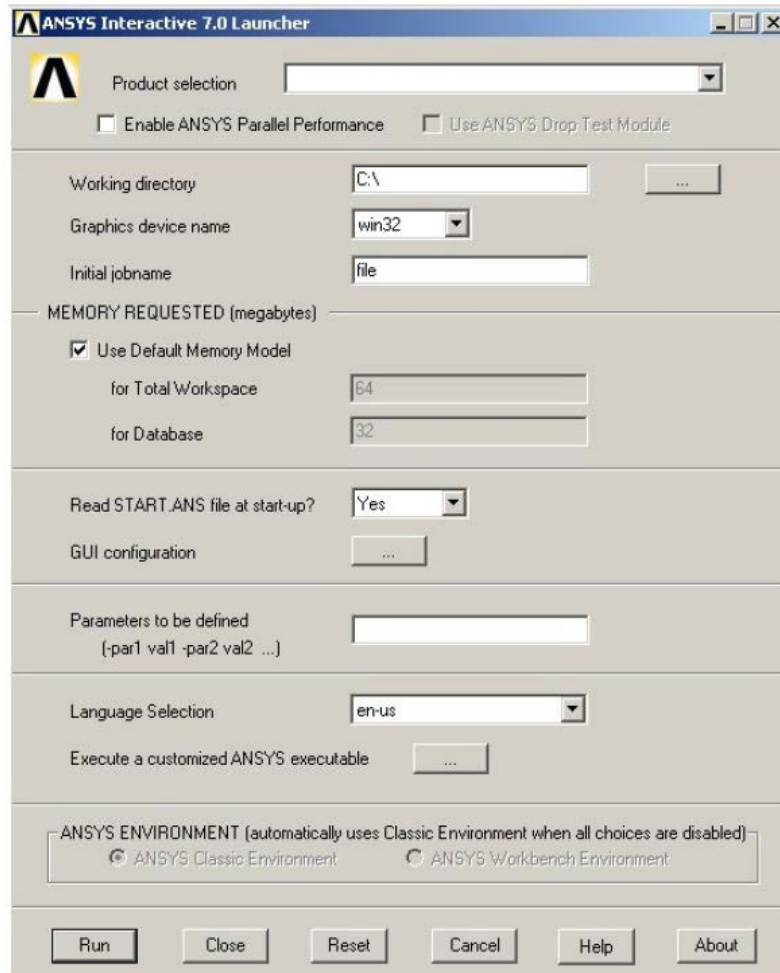 ANSYS Interactive 7.0 Launcher
Product selection
Enable ANSYS Parallel Performance Use ANSYS Drop Test Module
Working directory C:\ ...
Graphics device name win32
Initial jobname file
MEMORY REQUESTED (megabytes)
Use Default Memory Model
for Total Workspace 64
for Database 32
Read START.ANS file at start-up? Yes
GUI configuration ...
Parameters to be defined
(-par1 val1 -par2 val2 ...)
Language Selection en-us
Execute a customized ANSYS executable ...
ANSYS ENVIRONMENT (automatically uses Classic Environment when all choices are disabled)
ANSYS Classic Environment ANSYS Workbench Environment
Run Close Reset Cancel Help About